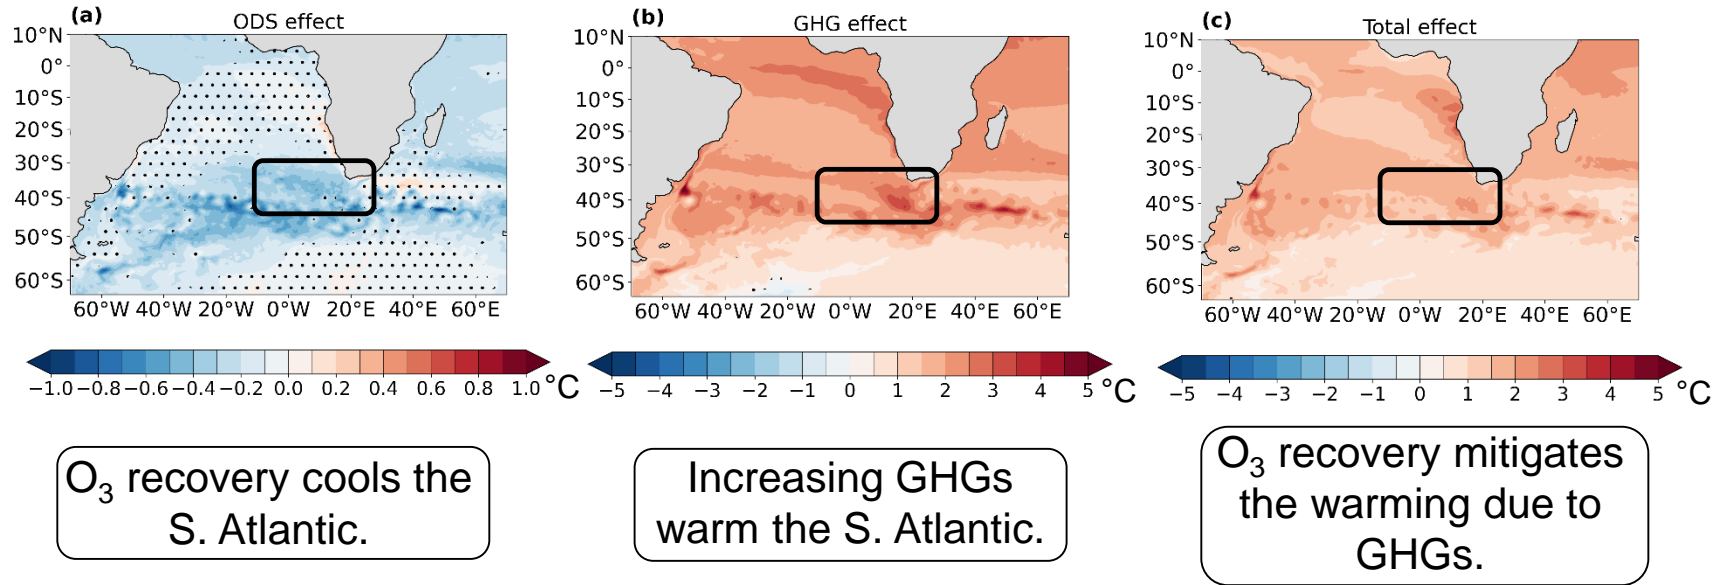 (a)
ODS effect
10°N
0°
10°S
20°S
30°S
40°S
50°S
60°S
60°W 40°W 20°W 0°W 20°E 40°E 60°E
−1.0 −0.8 −0.6 −0.4 −0.2 0.0 0.2 0.4 0.6 0.8 1.0 °C
O₃ recovery cools the
S. Atlantic.
(b)
GHG effect
10°N
0°
10°S
20°S
30°S
40°S
50°S
60°S
60°W 40°W 20°W 0°W 20°E 40°E 60°E
−5 −4 −3 −2 −1 0 1 2 3 4 5 °C
Increasing GHGs
warm the S. Atlantic.
(c)
Total effect
10°N
0°
10°S
20°S
30°S
40°S
50°S
60°S
60°W 40°W 20°W 0°W 20°E 40°E 60°E
−5 −4 −3 −2 −1 0 1 2 3 4 5 °C
O₃ recovery mitigates
the warming due to
GHGs.